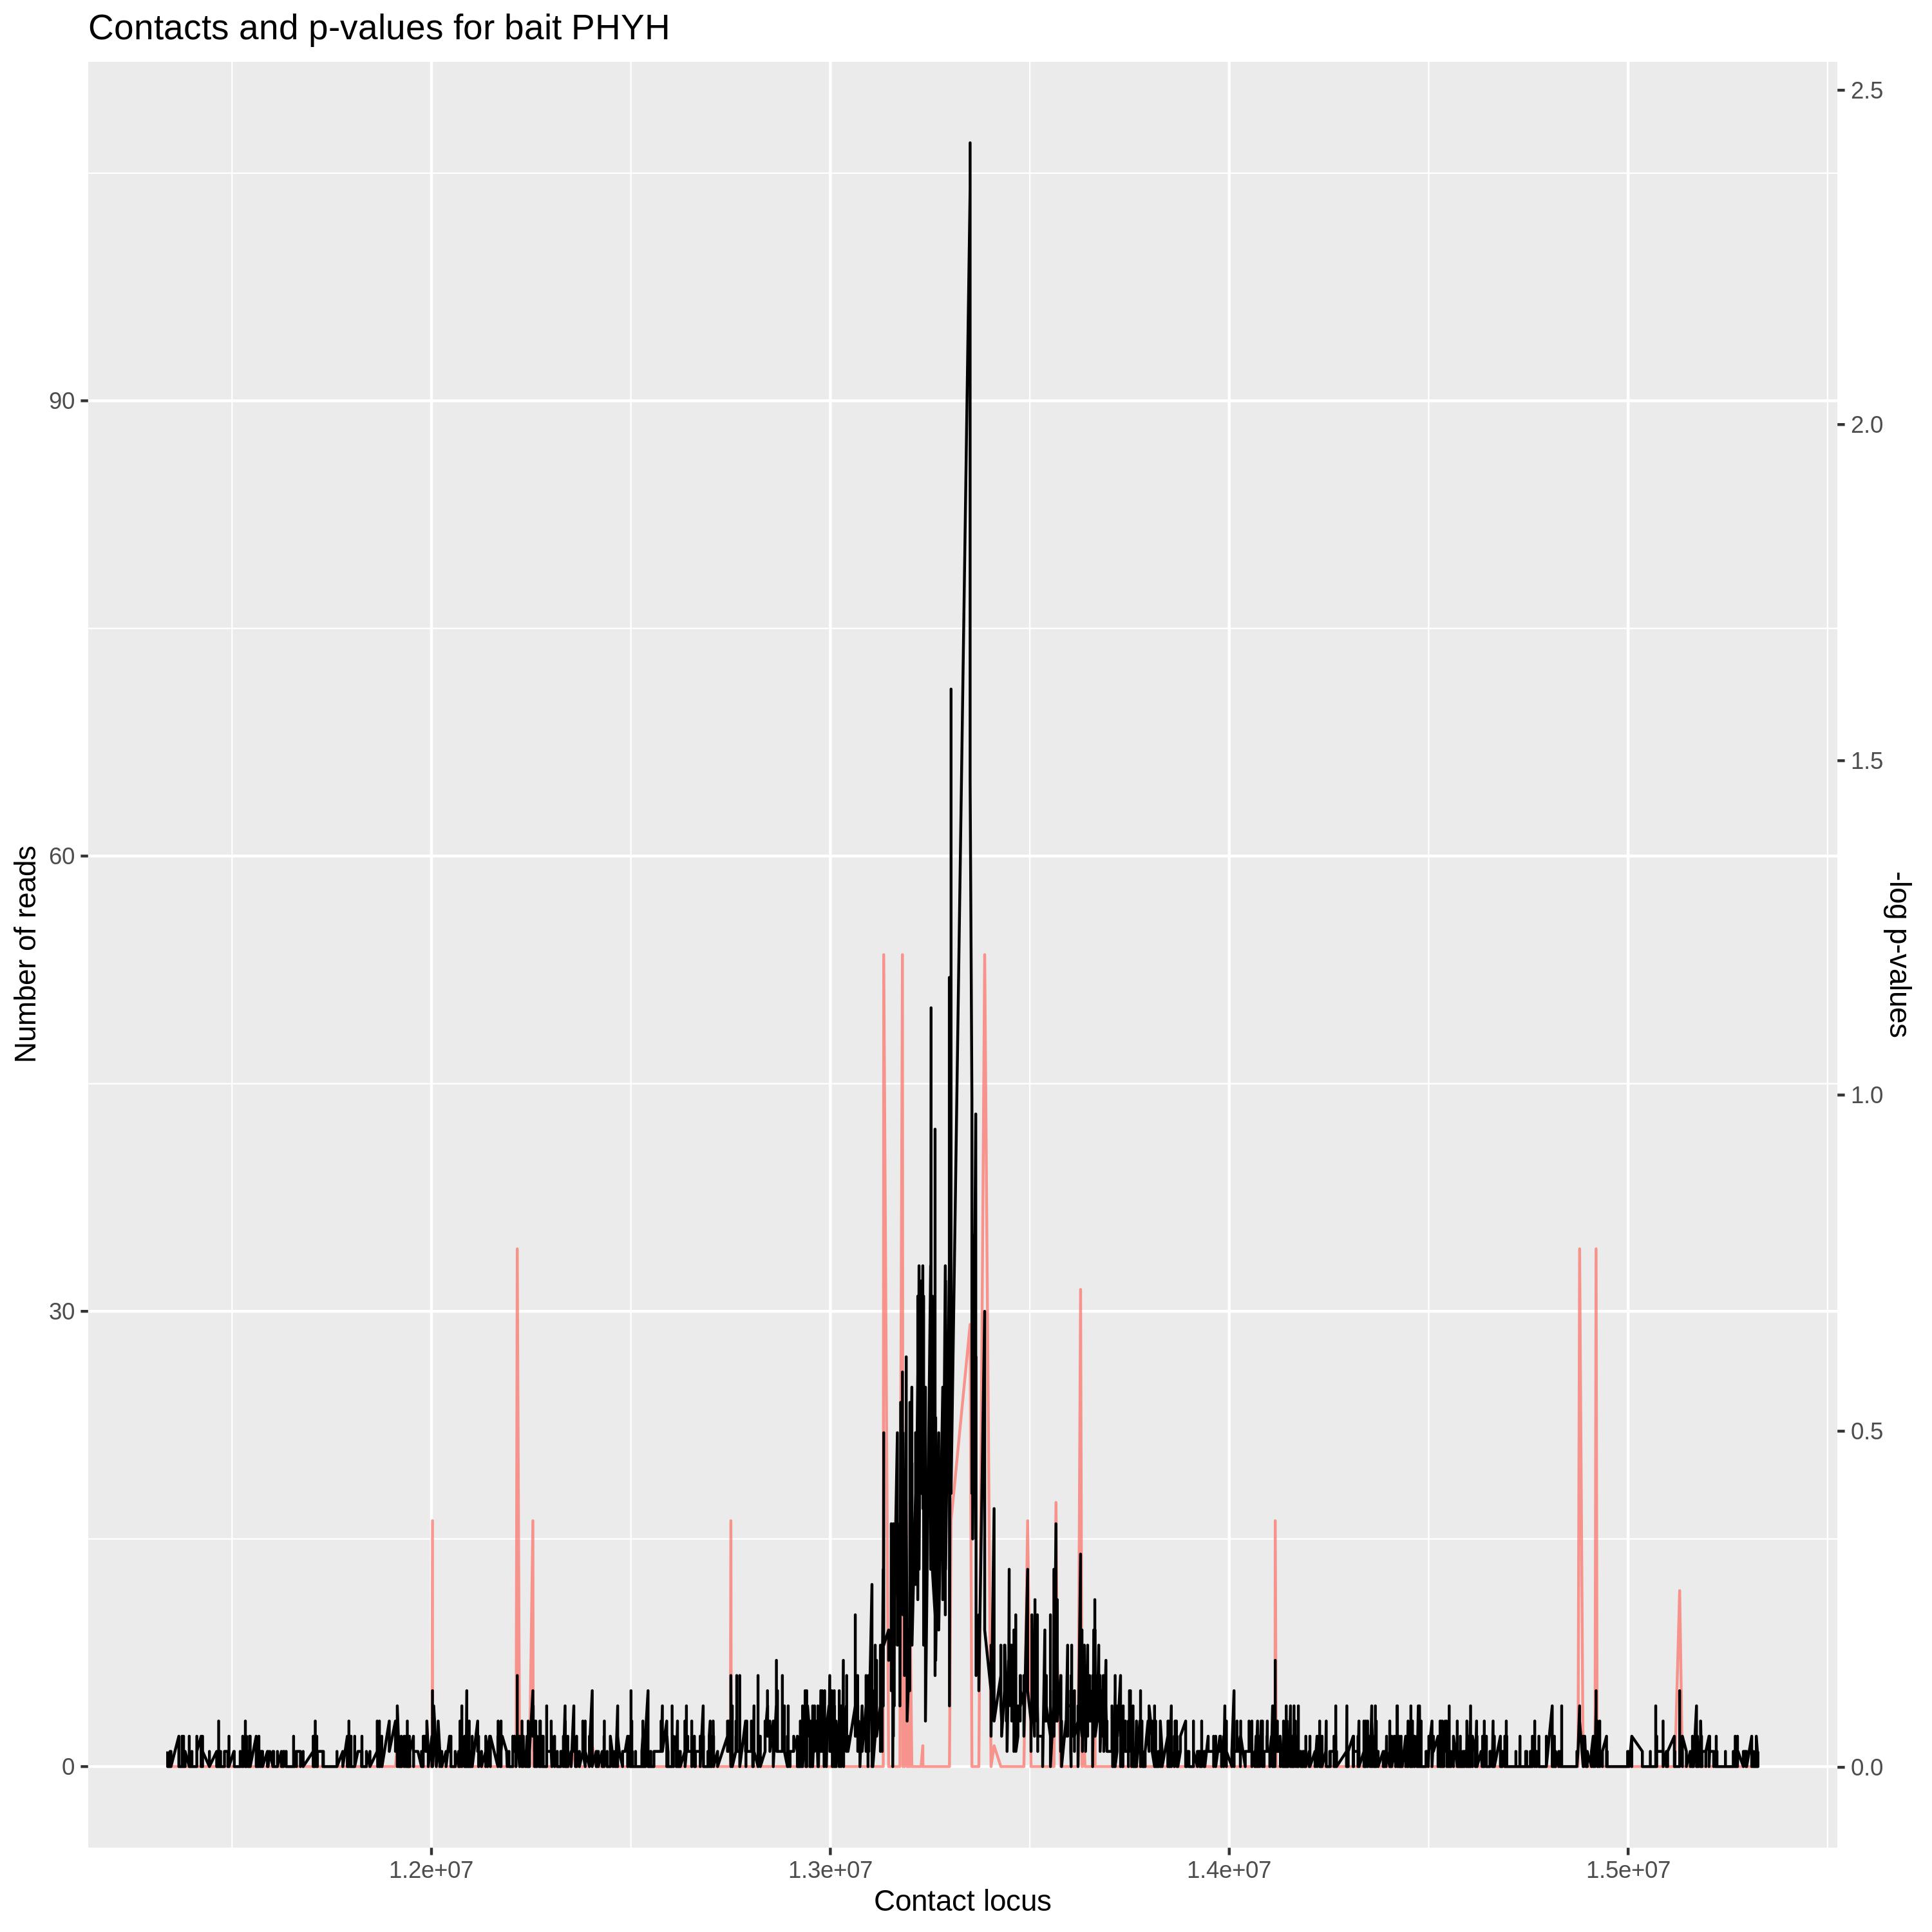 Contacts and p-values for bait PHYH
Number of reads
90
60
30
0
2.5
2.0
1.5
1.0
0.5
0.0
-log p-values
1.2e+07
1.3e+07
1.4e+07
1.5e+07
Contact locus